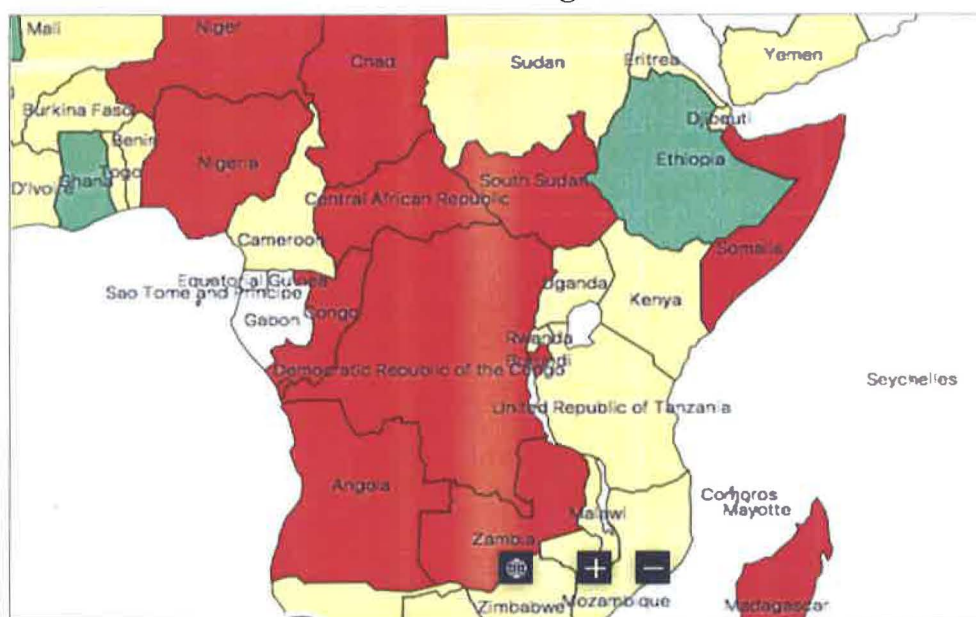 Mali
Niger
Chad
Sudan
Eritrea
Yemen
Burkina Faso
Djibouti
Benin
Nigeria
Ethiopia
D'Ivoire
Ghana
Togo
South Sudan
Central African Republic
Cameroon
Somalia
Equatorial Guinea
Sao Tome and Principe
Uganda
Kenya
Gabon
Congo
Rwanda
Burundi
Democratic Republic of the Congo
Seychelles
United Republic of Tanzania
Angola
Comoros
Mayotte
Malawi
Zambia
Zimbabwe
Mozambique
Madagascar